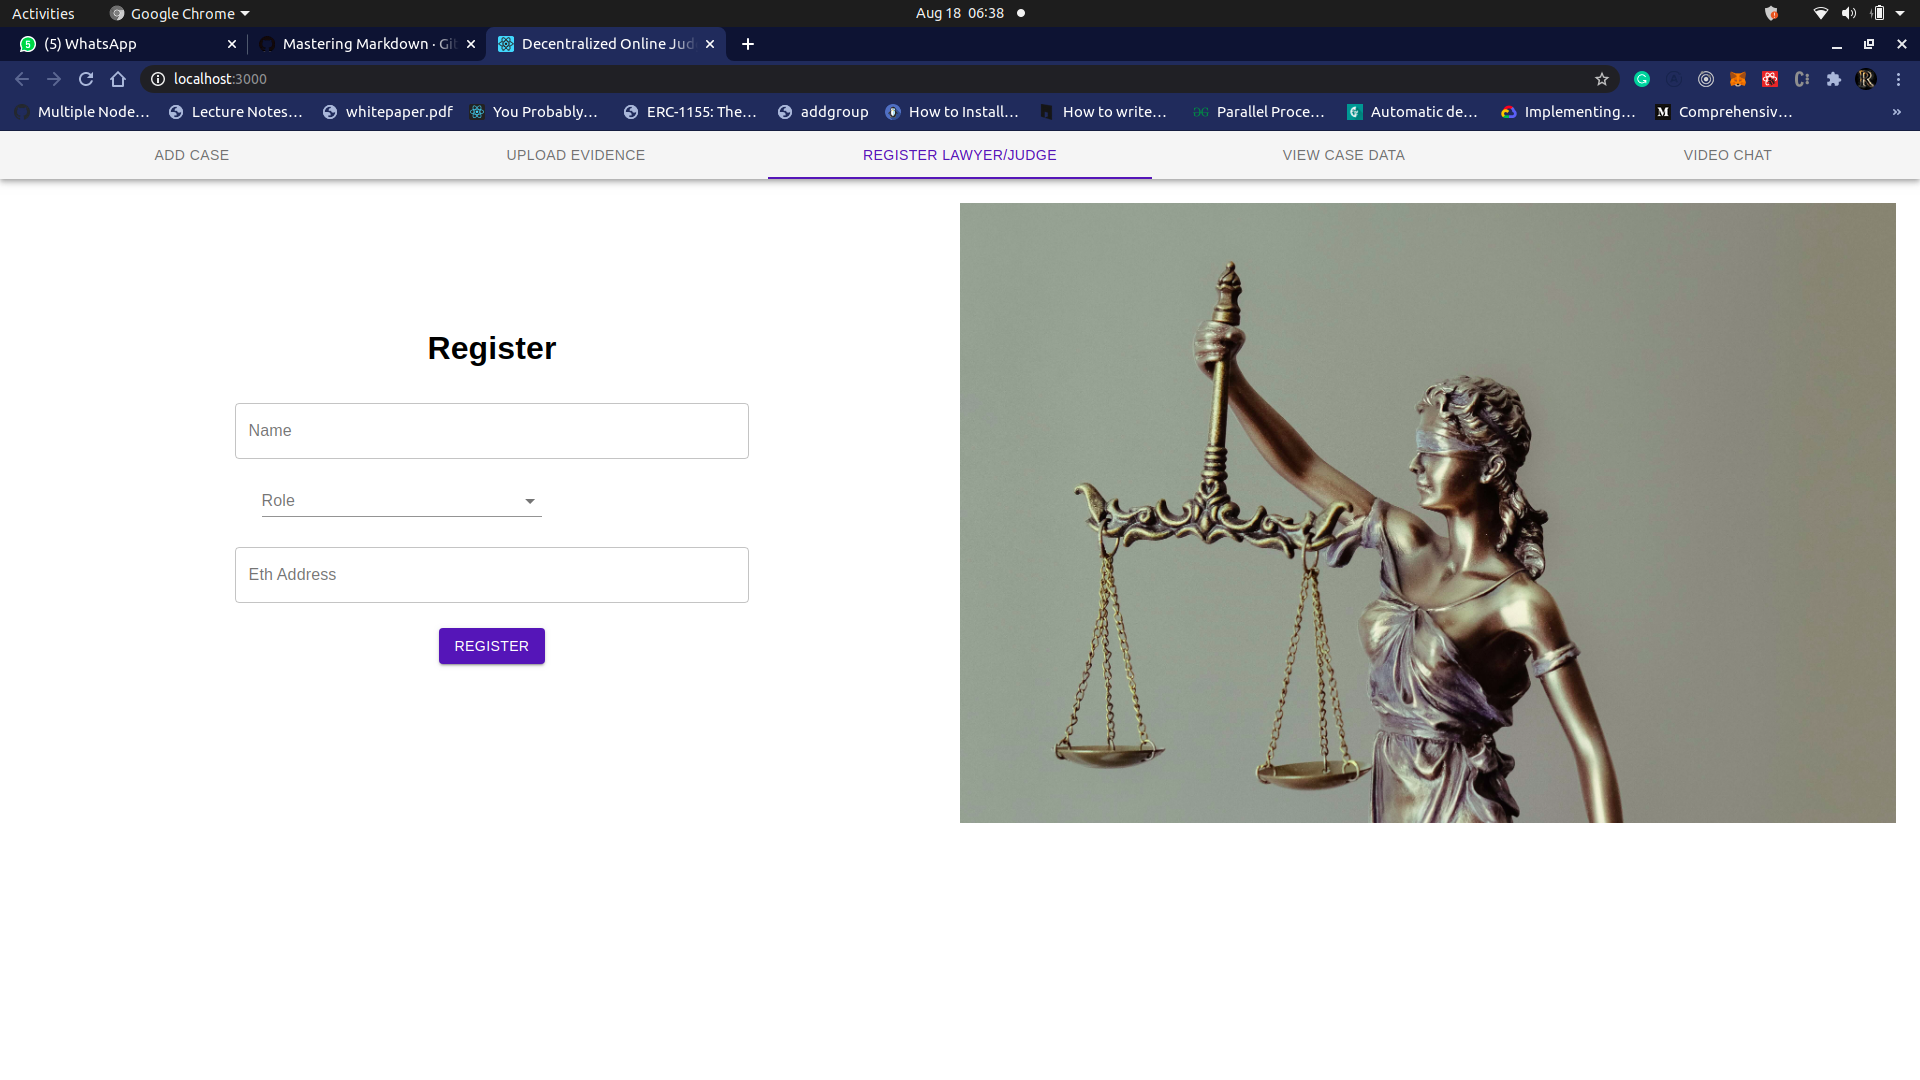 Activities Google Chrome Aug 18 06:38
(5) WhatsApp Mastering Markdown · Git Decentralized Online Jud
localhost:3000
Multiple Node... Lecture Notes... whitepaper.pdf You Probably... ERC-1155: The... addgroup How to Install... How to write... Parallel Proce... Automatic de... Implementing... Comprehensiv... »
ADD CASE UPLOAD EVIDENCE REGISTER LAWYER/JUDGE VIEW CASE DATA VIDEO CHAT
Register
Name
Role
Eth Address
REGISTER